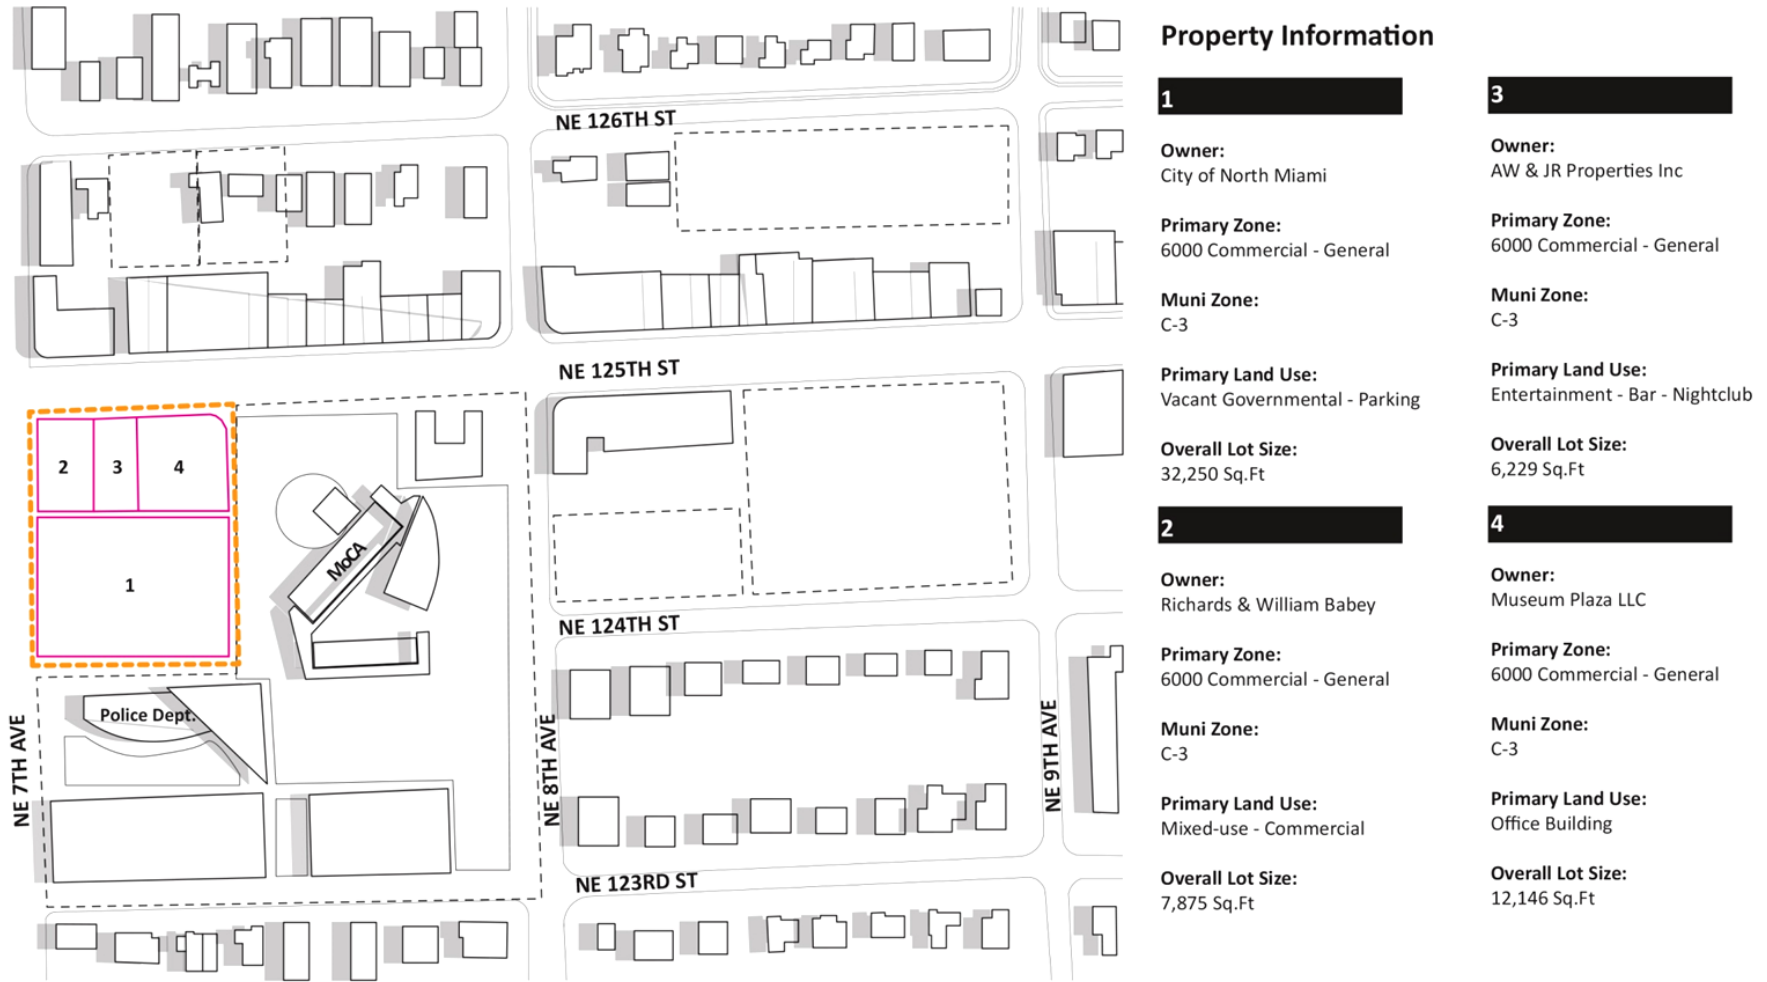 NE 126TH ST
NE 125TH ST
2
3
4
1
MoCA
NE 124TH ST
Police Dept.
NE 7TH AVE
NE 8TH AVE
NE 9TH AVE
NE 123RD ST
Property Information
1
Owner:
City of North Miami
Primary Zone:
6000 Commercial - General
Muni Zone:
C-3
Primary Land Use:
Vacant Governmental - Parking
Overall Lot Size:
32,250 Sq.Ft
2
Owner:
Richards & William Babey
Primary Zone:
6000 Commercial - General
Muni Zone:
C-3
Primary Land Use:
Mixed-use - Commercial
Overall Lot Size:
7,875 Sq.Ft
3
Owner:
AW & JR Properties Inc
Primary Zone:
6000 Commercial - General
Muni Zone:
C-3
Primary Land Use:
Entertainment - Bar - Nightclub
Overall Lot Size:
6,229 Sq.Ft
4
Owner:
Museum Plaza LLC
Primary Zone:
6000 Commercial - General
Muni Zone:
C-3
Primary Land Use:
Office Building
Overall Lot Size:
12,146 Sq.Ft